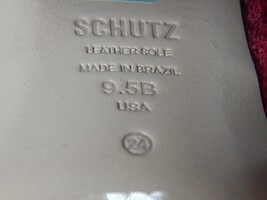 SCHUTZ
LEATHER SOLE
MADE IN BRAZIL
9.5B
USA
24